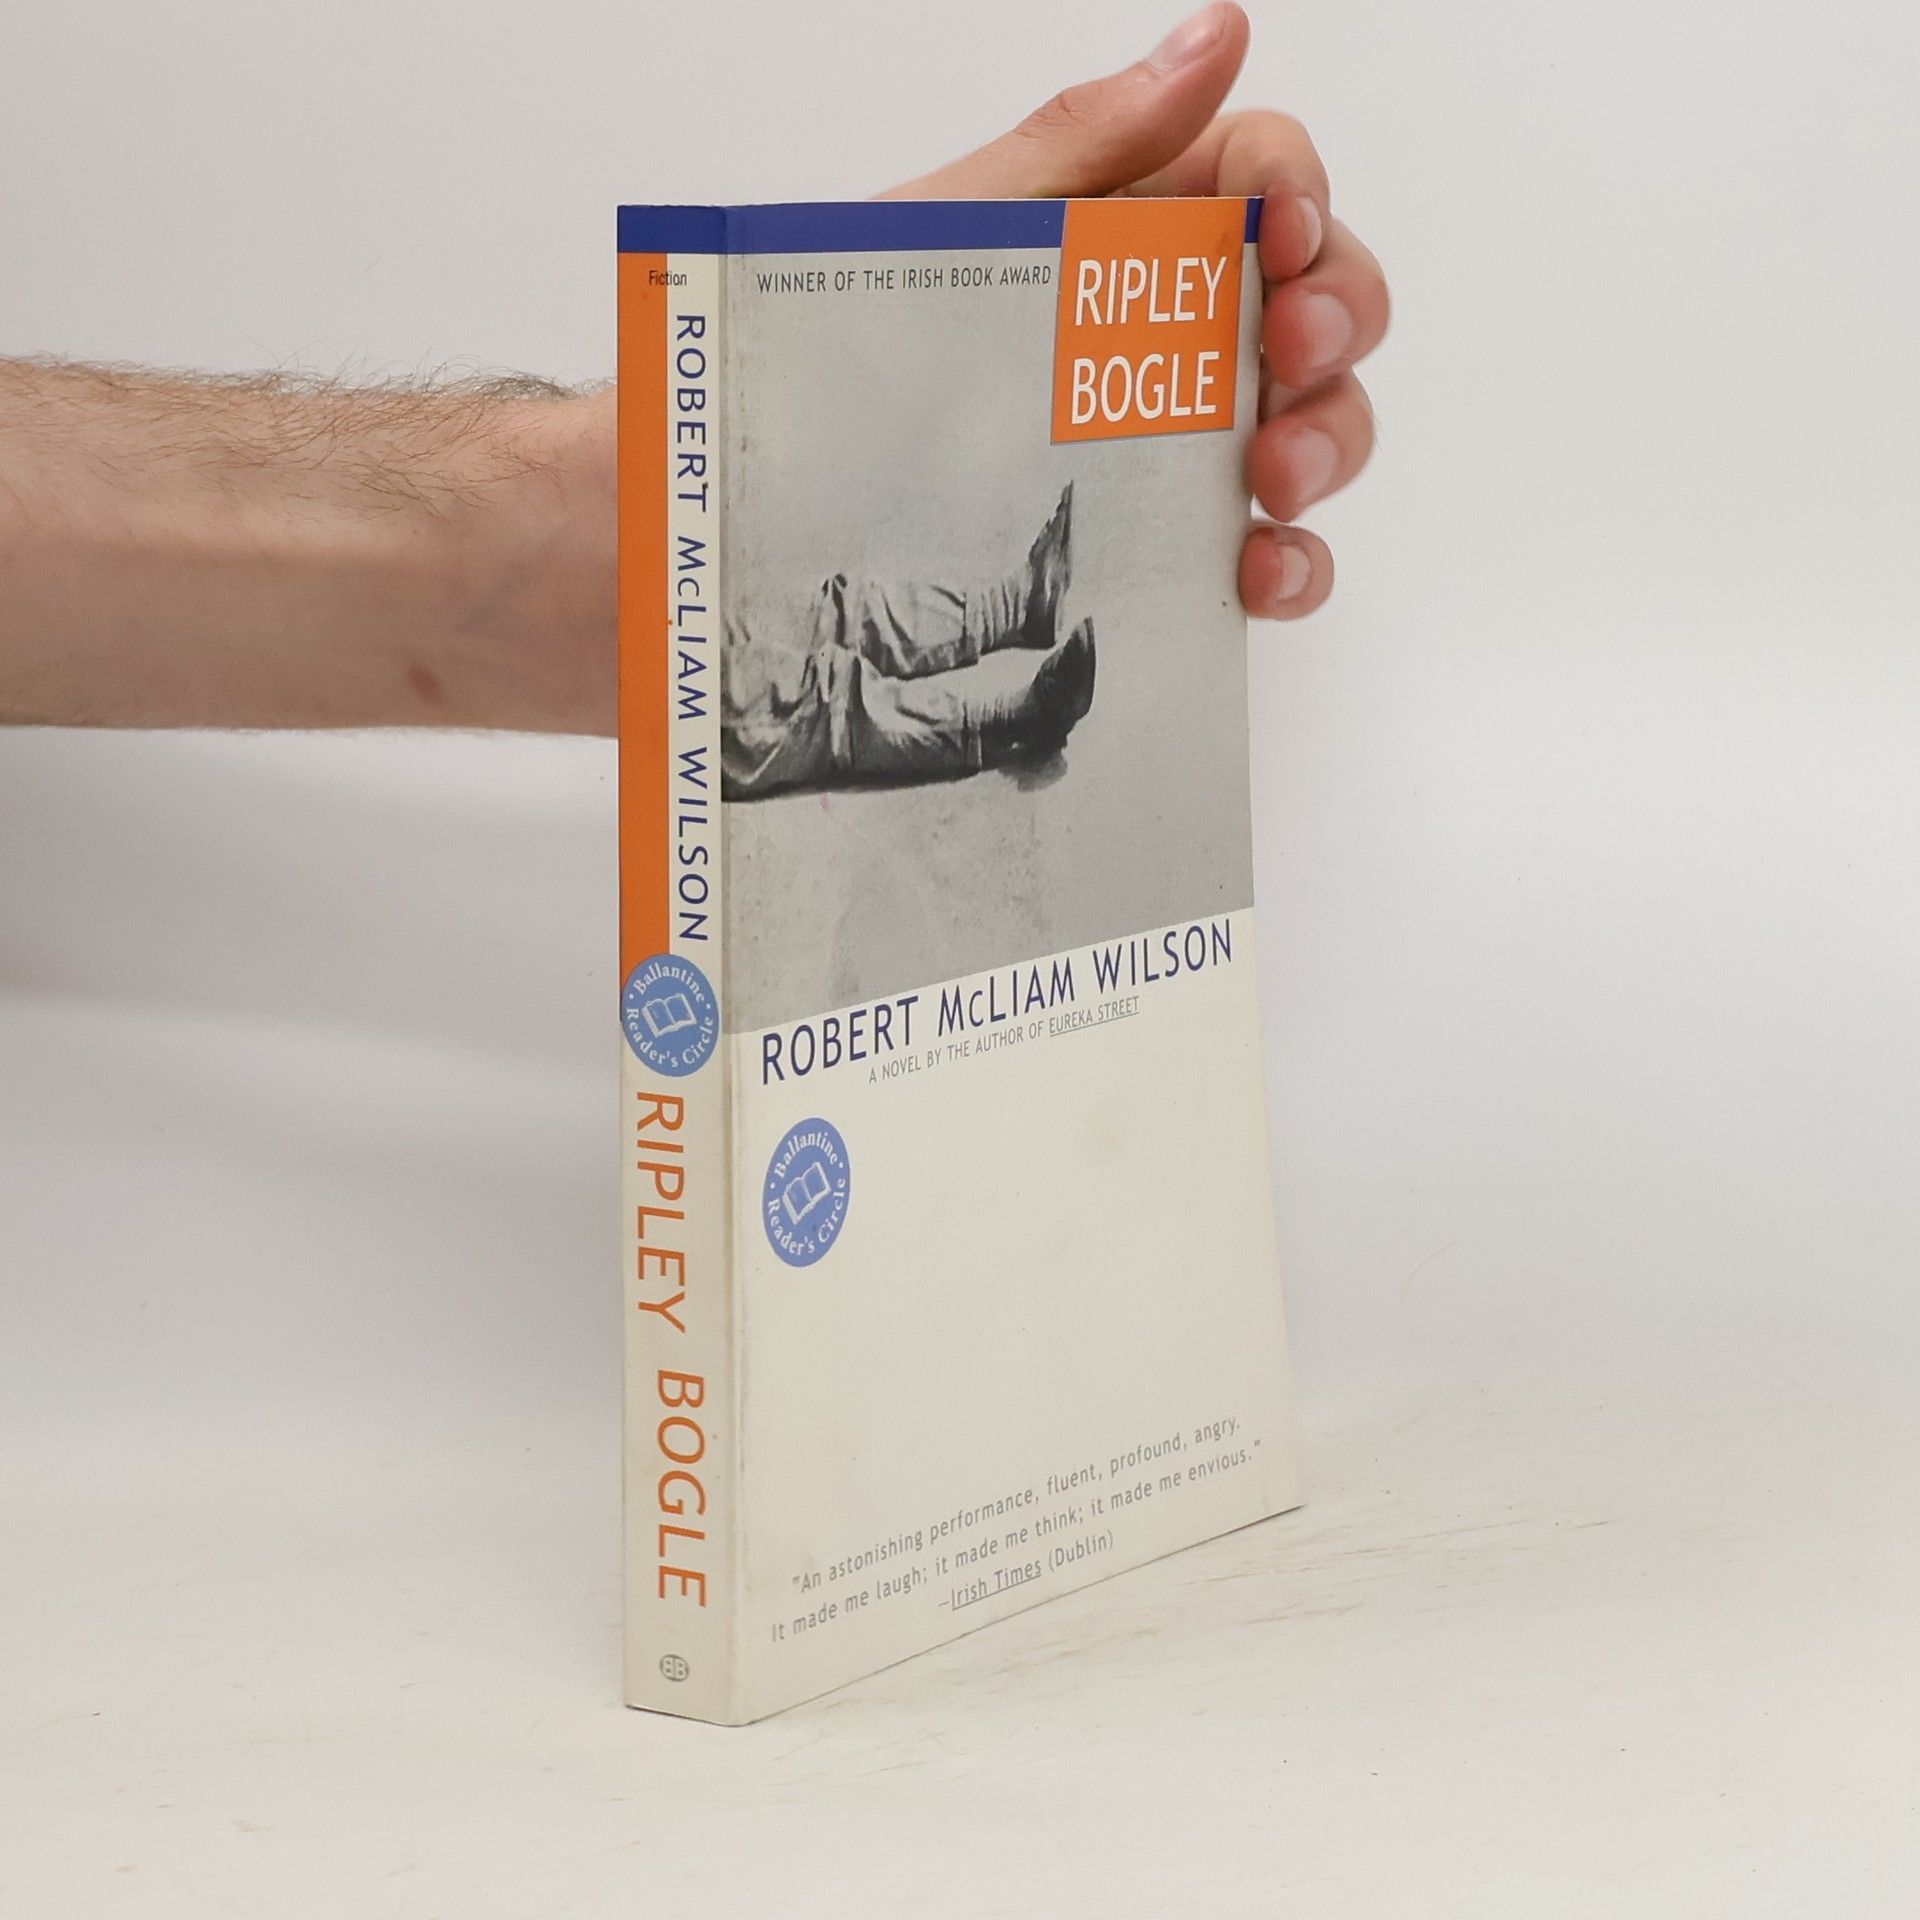 Fiction
ROBERT McLIAM WILSON
Ballantine
Reader's Circle
RIPLEY BOGLE
BB
WINNER OF THE IRISH BOOK AWARD
RIPLEY
BOGLE
ROBERT McLIAM WILSON
A NOVEL BY THE AUTHOR OF EUREKA STREET
Ballantine
Reader's Circle
"An astonishing performance, fluent, profound, angry.
It made me laugh; it made me think; it made me envious."
—Irish Times (Dublin)